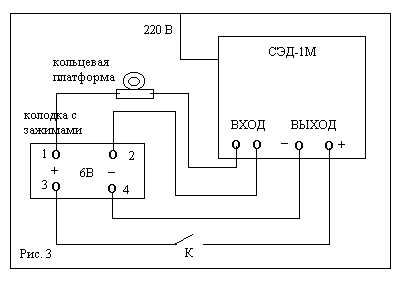 220 В
СЭД-1М
кольцевая
платформа
колодка с
зажимами
ВХОД ВЫХОД
– +
1 2
+ 6В –
3 4
Рис. 3
К